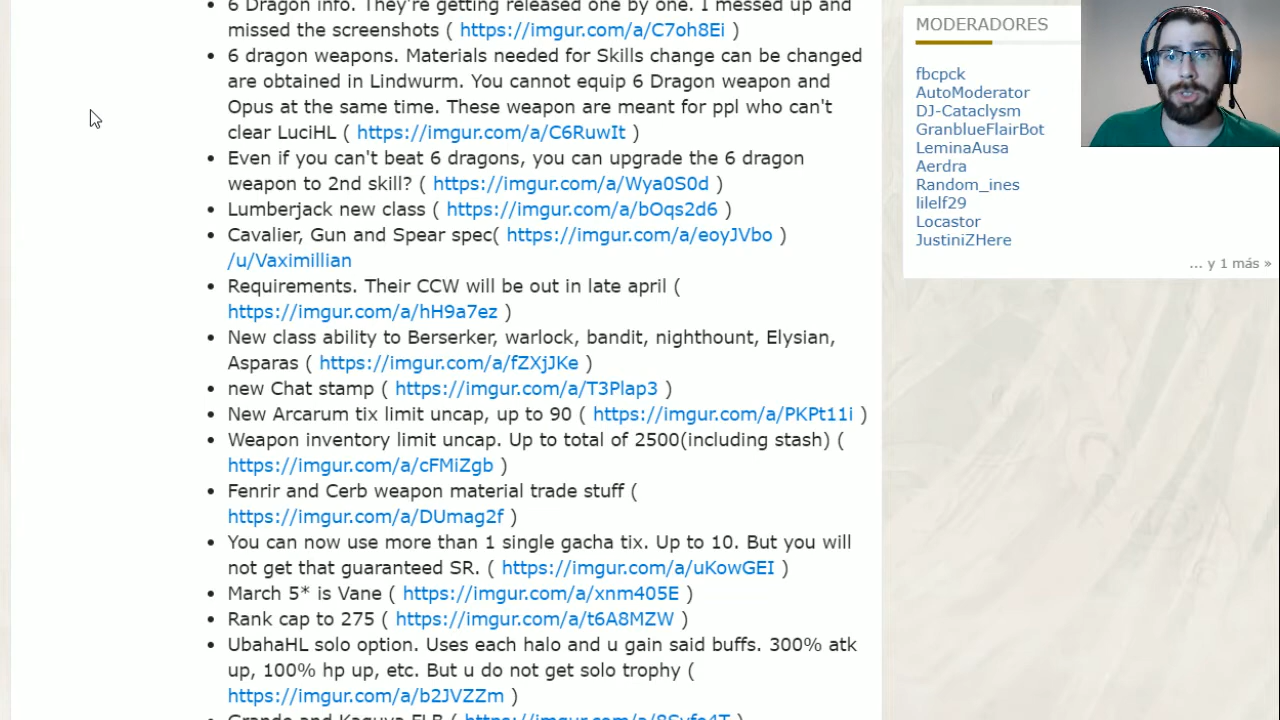 6 Dragon info. They're getting released one by one. I messed up and
missed the screenshots ( https://imgur.com/a/C7oh8Ei )
6 dragon weapons. Materials needed for Skills change can be changed
are obtained in Lindwurm. You cannot equip 6 Dragon weapon and
Opus at the same time. These weapon are meant for ppl who can't
clear LuciHL ( https://imgur.com/a/C6RuwIt )
Even if you can't beat 6 dragons, you can upgrade the 6 dragon
weapon to 2nd skill? ( https://imgur.com/a/Wya0S0d )
Lumberjack new class ( https://imgur.com/a/bOqs2d6 )
Cavalier, Gun and Spear spec( https://imgur.com/a/eoyJVbo )
/u/Vaximillian
Requirements. Their CCW will be out in late april (
https://imgur.com/a/hH9a7ez )
New class ability to Berserker, warlock, bandit, nighthount, Elysian,
Asparas ( https://imgur.com/a/fZXjJKe )
new Chat stamp ( https://imgur.com/a/T3Plap3 )
New Arcarum tix limit uncap, up to 90 ( https://imgur.com/a/PKPt11i )
Weapon inventory limit uncap. Up to total of 2500(including stash) (
https://imgur.com/a/cFMiZgb )
Fenrir and Cerb weapon material trade stuff (
https://imgur.com/a/DUmag2f )
You can now use more than 1 single gacha tix. Up to 10. But you will
not get that guaranteed SR. ( https://imgur.com/a/uKowGEI )
March 5* is Vane ( https://imgur.com/a/xnm405E )
Rank cap to 275 ( https://imgur.com/a/t6A8MZW )
UbahaHL solo option. Uses each halo and u gain said buffs. 300% atk
up, 100% hp up, etc. But u do not get solo trophy (
https://imgur.com/a/b2JVZZm )
MODERADORES
fbcpck
AutoModerator
DJ-Cataclysm
GranblueFlairBot
LeminaAusa
Aerdra
Random_ines
lilelf29
Locastor
JustiniZHere
... y 1 más »